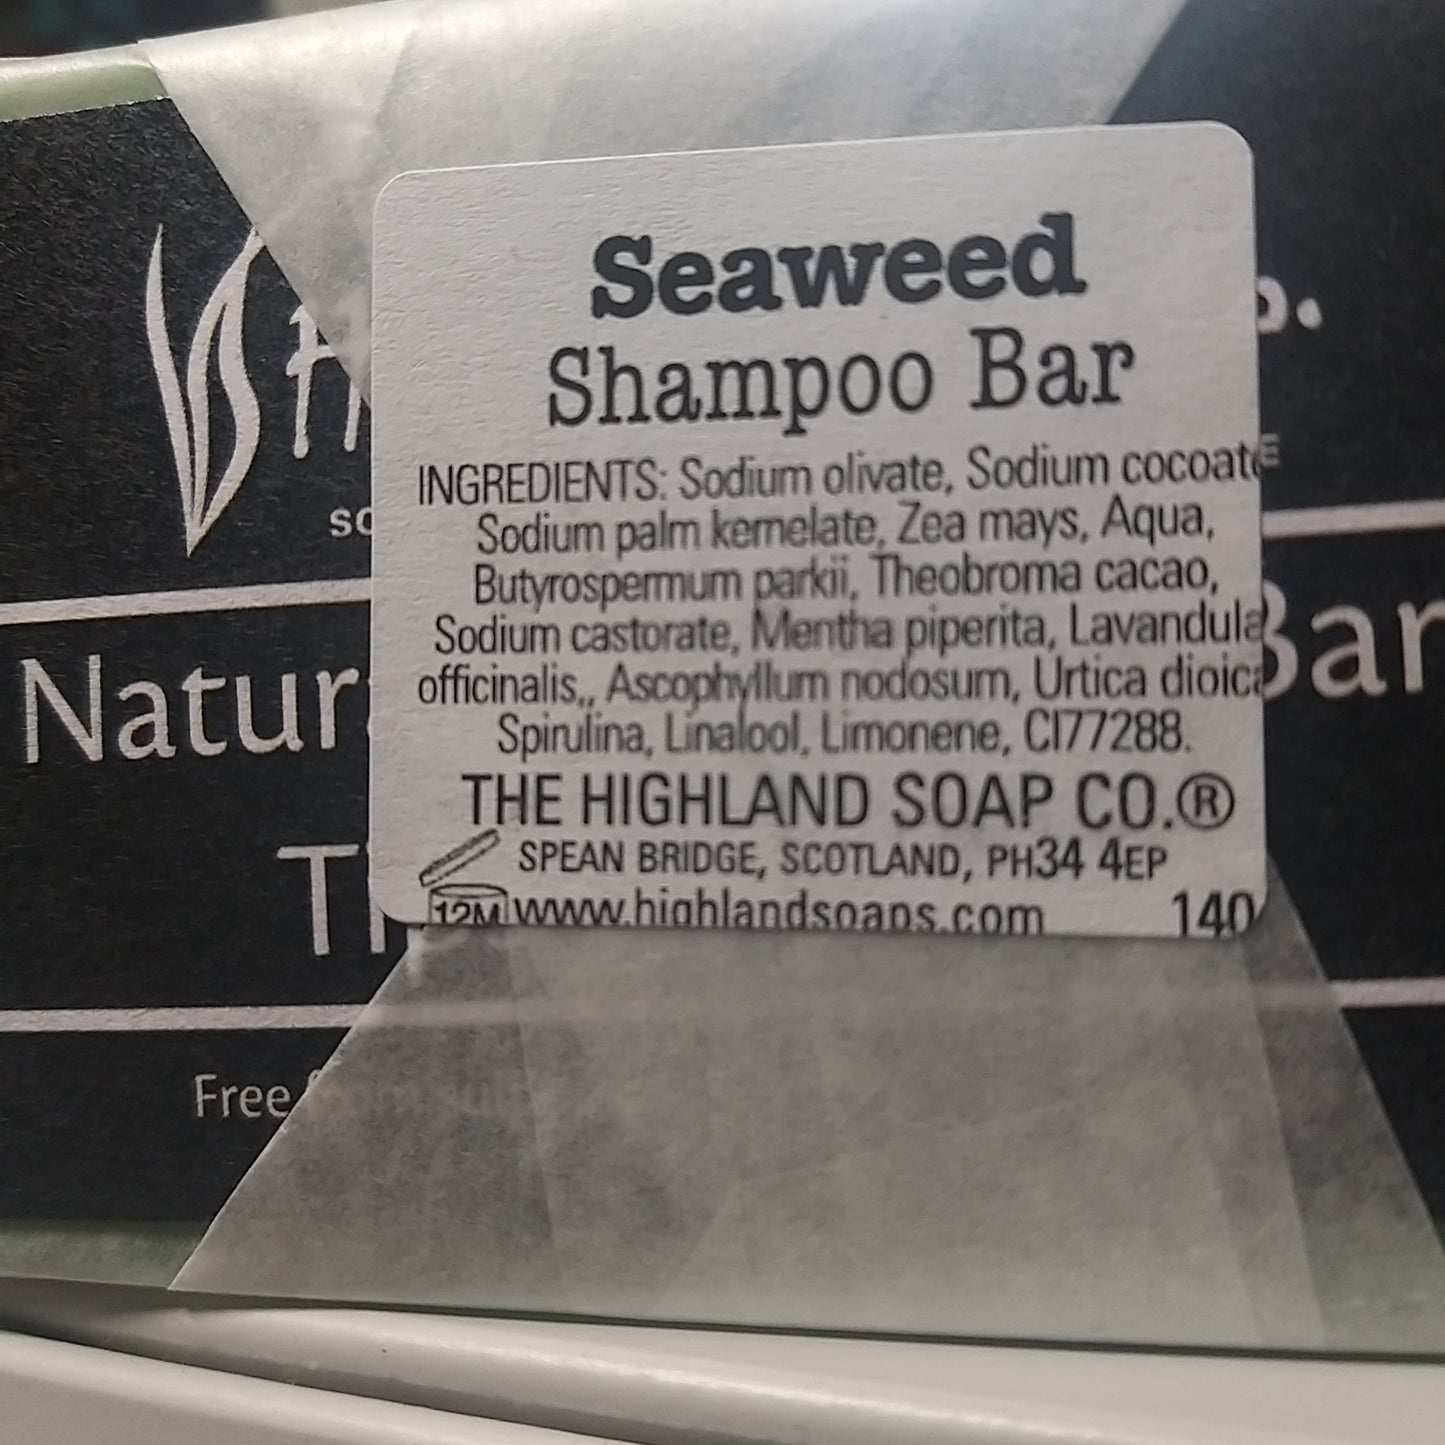 Seaweed
Shampoo Bar
INGREDIENTS: Sodium olivate, Sodium cocoate
Sodium palm kernelate, Zea mays, Aqua,
Butyrospermum parkii, Theobroma cacao,
Sodium castorate, Mentha piperita, Lavandula
officinalis,, Ascophyllum nodosum, Urtica dioica
Spirulina, Linalool, Limonene, CI77288.
THE HIGHLAND SOAP CO.®
SPEAN BRIDGE, SCOTLAND, PH34 4EP
12M www.highlandsoaps.com 140
Bar
Free